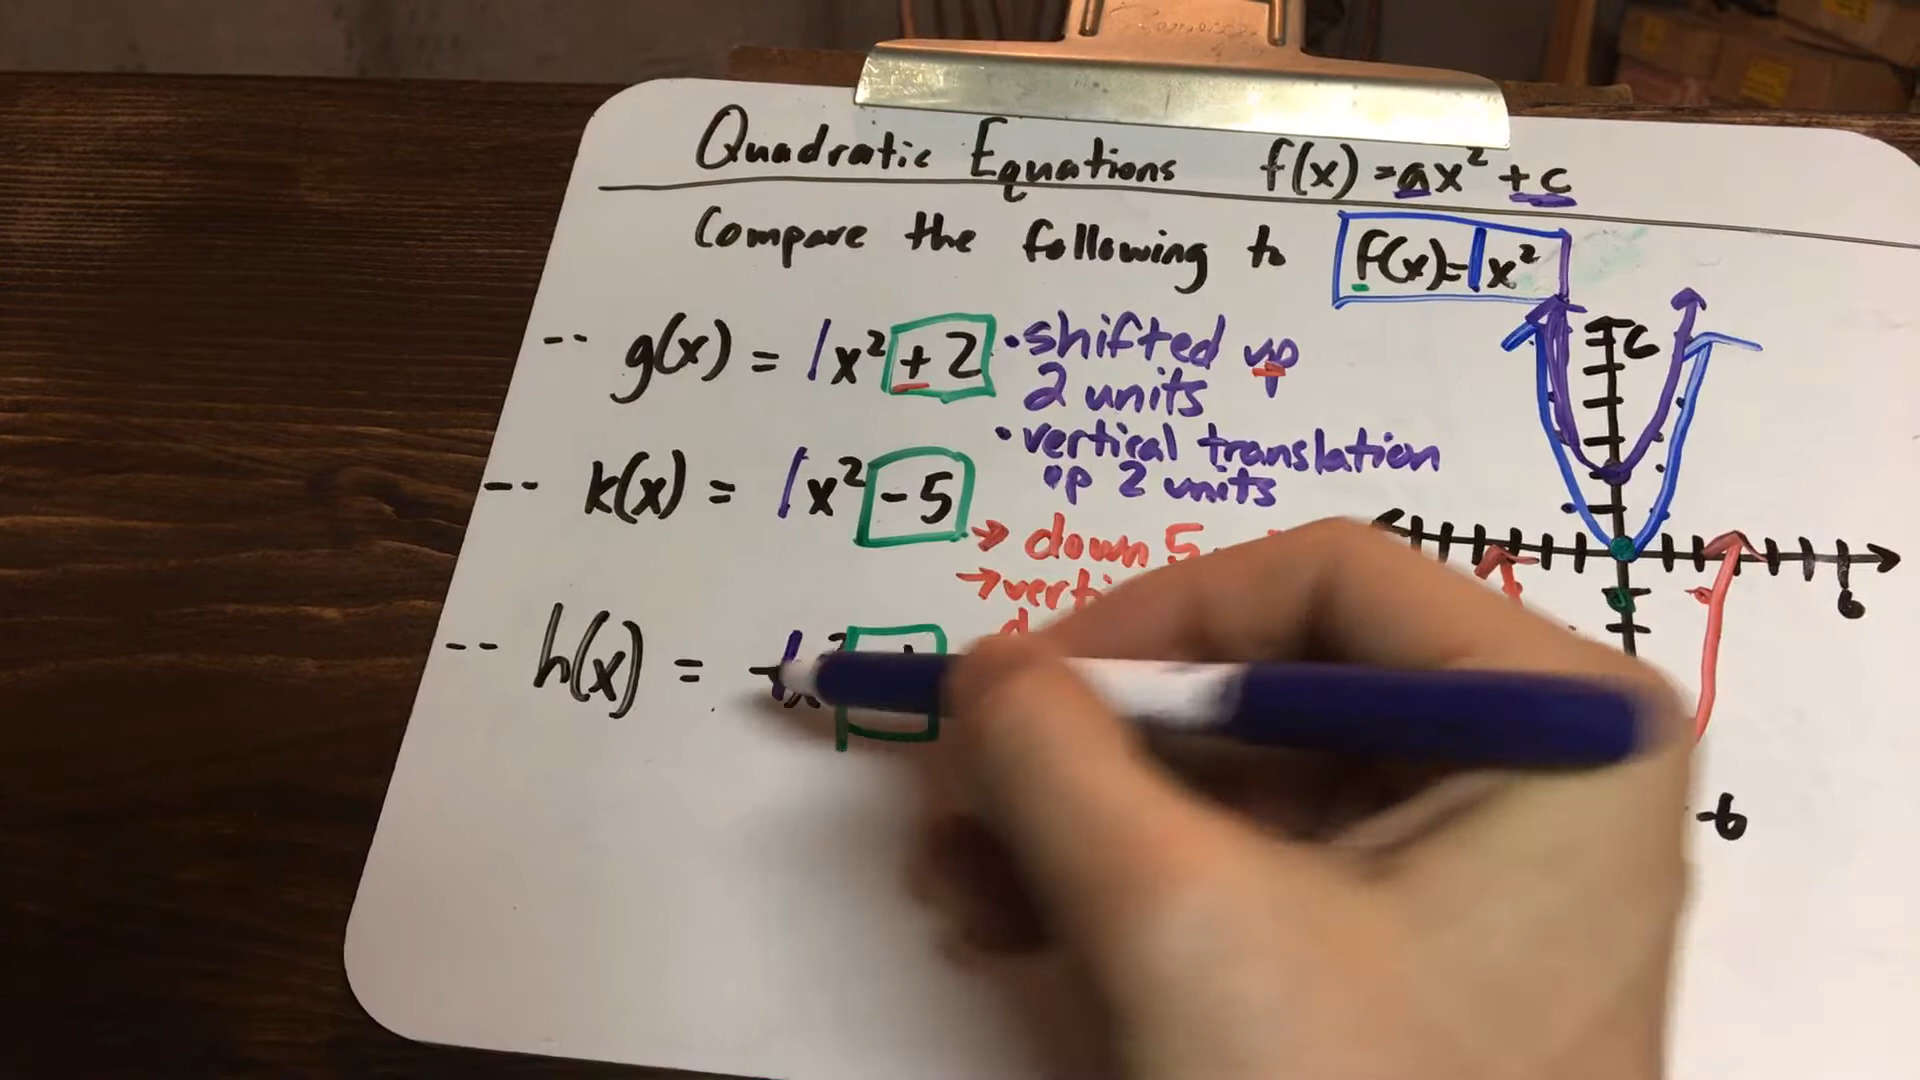 Quadratic Equations f(x) = ax² + c
Compare the following to f(x)=1x²
-- g(x) = 1x² + 2
• shifted up
2 units
• vertical translation
up 2 units
-- k(x) = 1x² - 5
→ down 5
→
-- h(x) =
6
-6